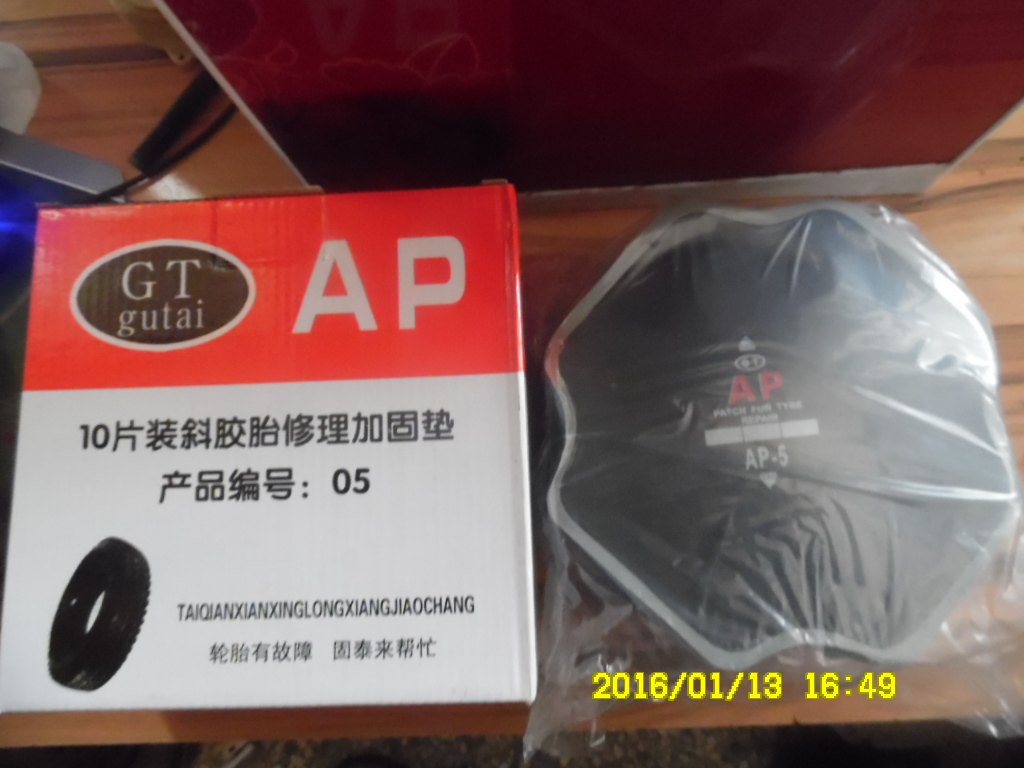 GT
gutai
AP
10片装斜胶胎修理加固垫
产品编号：05
TAIQIANXIANXINGLONGXIANGJIAOCHANG
轮胎有故障 固泰来帮忙
GT
AP
PATCH FUR TYRE
REPAIR
AP-5
2016/01/13 16:49